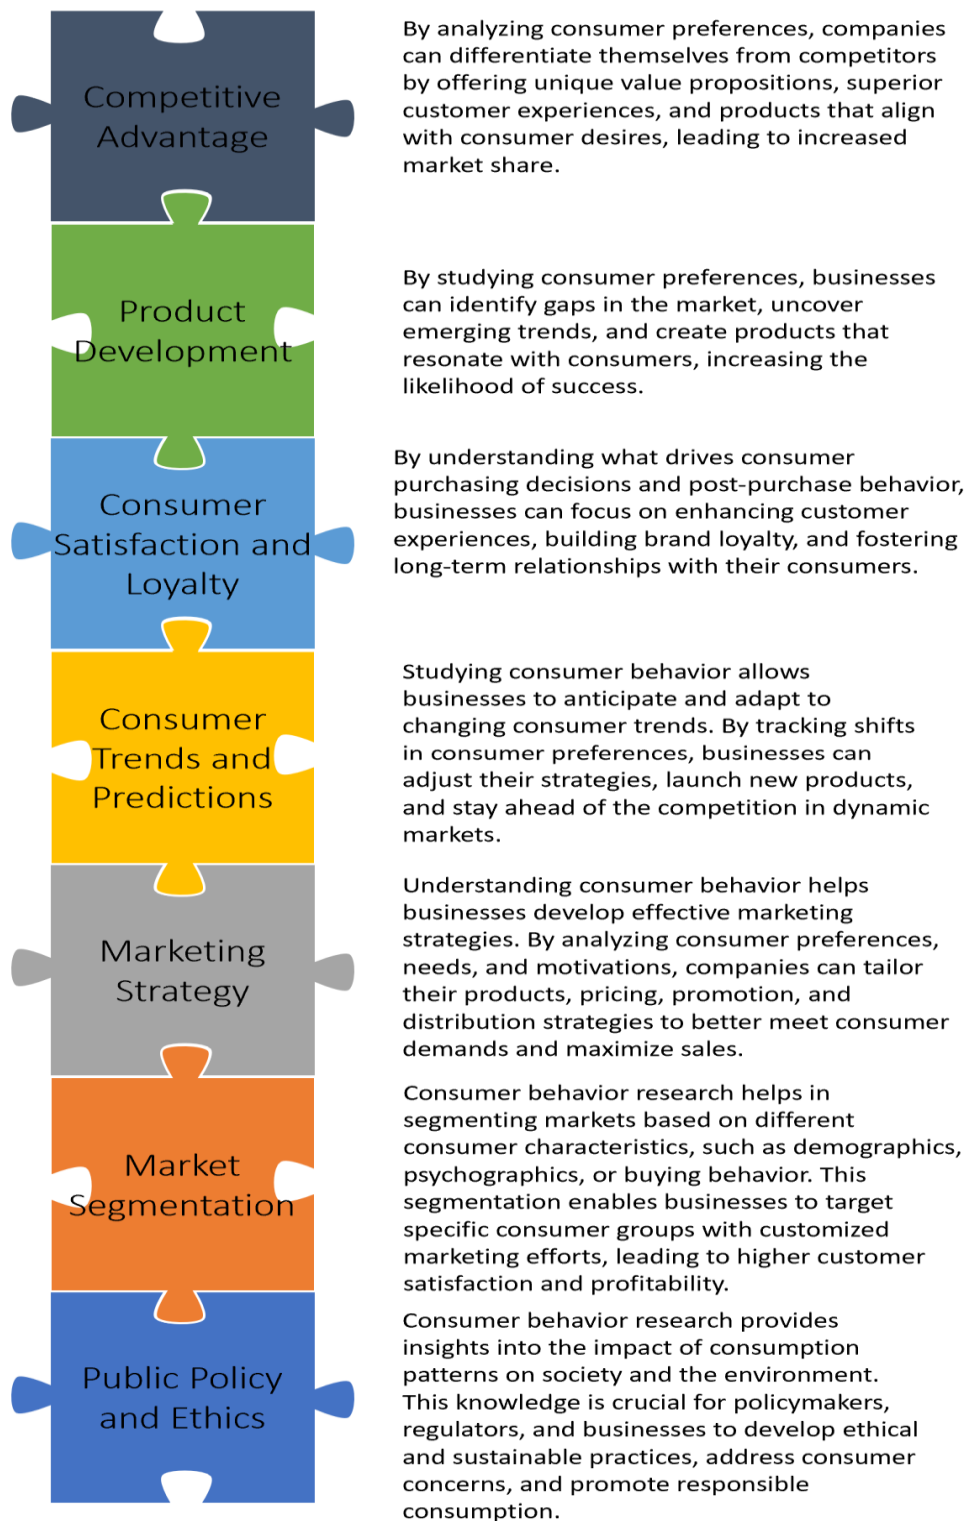 Competitive
Advantage
By analyzing consumer preferences, companies
can differentiate themselves from competitors
by offering unique value propositions, superior
customer experiences, and products that align
with consumer desires, leading to increased
market share.
Product
Development
By studying consumer preferences, businesses
can identify gaps in the market, uncover
emerging trends, and create products that
resonate with consumers, increasing the
likelihood of success.
Consumer
Satisfaction and
Loyalty
By understanding what drives consumer
purchasing decisions and post-purchase behavior,
businesses can focus on enhancing customer
experiences, building brand loyalty, and fostering
long-term relationships with their consumers.
Consumer
Trends and
Predictions
Studying consumer behavior allows
businesses to anticipate and adapt to
changing consumer trends. By tracking shifts
in consumer preferences, businesses can
adjust their strategies, launch new products,
and stay ahead of the competition in dynamic
markets.
Marketing
Strategy
Understanding consumer behavior helps
businesses develop effective marketing
strategies. By analyzing consumer preferences,
needs, and motivations, companies can tailor
their products, pricing, promotion, and
distribution strategies to better meet consumer
demands and maximize sales.
Market
Segmentation
Consumer behavior research helps in
segmenting markets based on different
consumer characteristics, such as demographics,
psychographics, or buying behavior. This
segmentation enables businesses to target
specific consumer groups with customized
marketing efforts, leading to higher customer
satisfaction and profitability.
Public Policy
and Ethics
Consumer behavior research provides
insights into the impact of consumption
patterns on society and the environment.
This knowledge is crucial for policymakers,
regulators, and businesses to develop ethical
and sustainable practices, address consumer
concerns, and promote responsible
consumption.